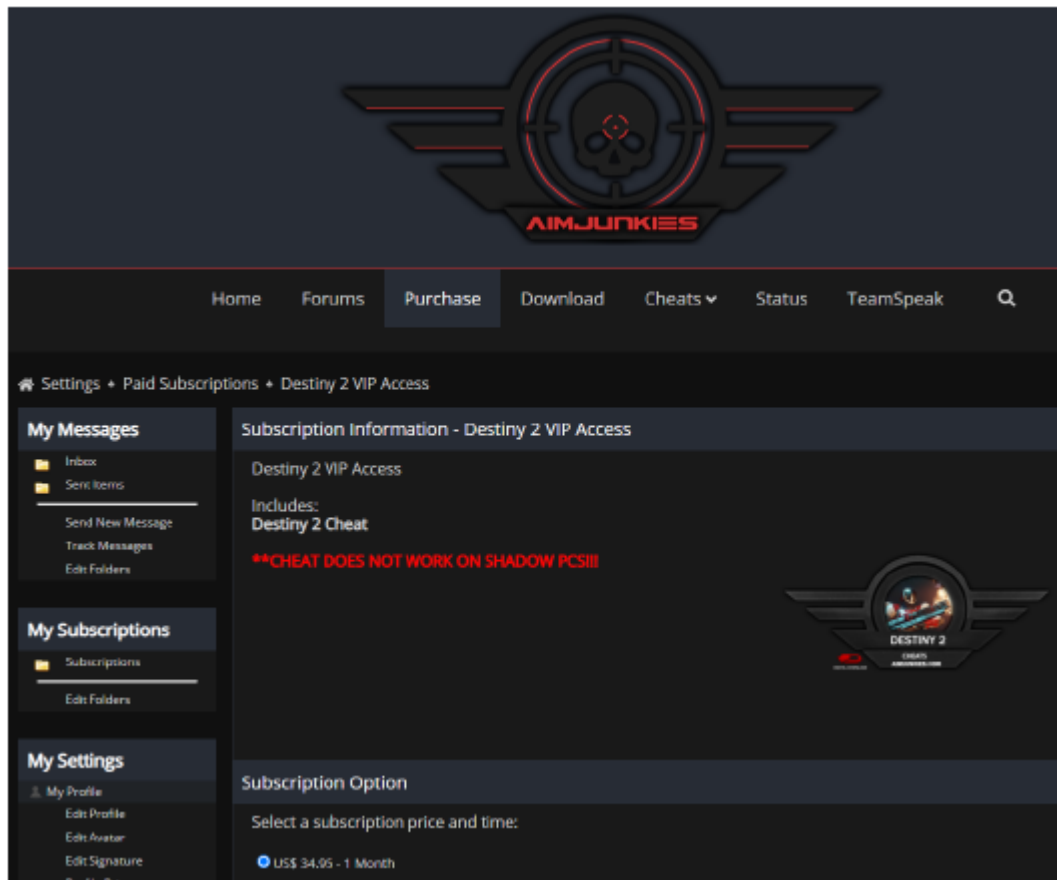 AIMJUNKIES
Home Forums Purchase Download Cheats Status TeamSpeak
Settings Paid Subscriptions Destiny 2 VIP Access
My Messages
Inbox
Sent Items
Send New Message
Track Messages
Edit Folders
My Subscriptions
Subscriptions
Edit Folders
My Settings
My Profile
Edit Profile
Edit Avatar
Edit Signature
Subscription Information - Destiny 2 VIP Access
Destiny 2 VIP Access
Includes:
Destiny 2 Cheat
**CHEAT DOES NOT WORK ON SHADOW PCS!!!
DESTINY 2
CHEATS
AIMJUNKIES.COM
Subscription Option
Select a subscription price and time:
US$ 34.95 - 1 Month